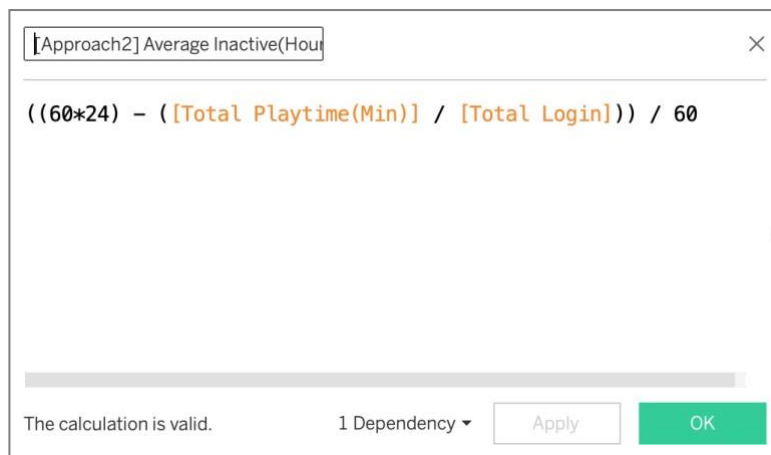 [Approach2] Average Inactive(Hour
((60*24) – ([Total Playtime(Min)] / [Total Login])) / 60
The calculation is valid.
1 Dependency
Apply
OK